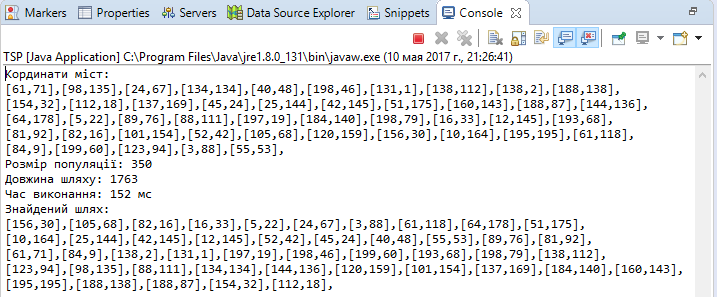 Markers Properties Servers Data Source Explorer Snippets Console
TSP [Java Application] C:\Program Files\Java\jre1.8.0_131\bin\javaw.exe (10 мая 2017 г., 21:26:41)
Кординати міст:
[61,71],[98,135],[24,67],[134,134],[40,48],[198,46],[131,1],[138,112],[138,2],[188,138],
[154,32],[112,18],[137,169],[45,24],[25,144],[42,145],[51,175],[160,143],[188,87],[144,136],
[64,178],[5,22],[89,76],[88,111],[197,19],[184,140],[198,79],[16,33],[12,145],[193,68],
[81,92],[82,16],[101,154],[52,42],[105,68],[120,159],[156,30],[10,164],[195,195],[61,118],
[84,9],[199,60],[123,94],[3,88],[55,53],
Розмір популяції: 350
Довжина шляху: 1763
Час виконання: 152 мс
Знайдений шлях:
[156,30],[105,68],[82,16],[16,33],[5,22],[24,67],[3,88],[61,118],[64,178],[51,175],
[10,164],[25,144],[42,145],[12,145],[52,42],[45,24],[40,48],[55,53],[89,76],[81,92],
[61,71],[84,9],[138,2],[131,1],[197,19],[198,46],[199,60],[193,68],[198,79],[138,112],
[123,94],[98,135],[88,111],[134,134],[144,136],[120,159],[101,154],[137,169],[184,140],[160,143],
[195,195],[188,138],[188,87],[154,32],[112,18],